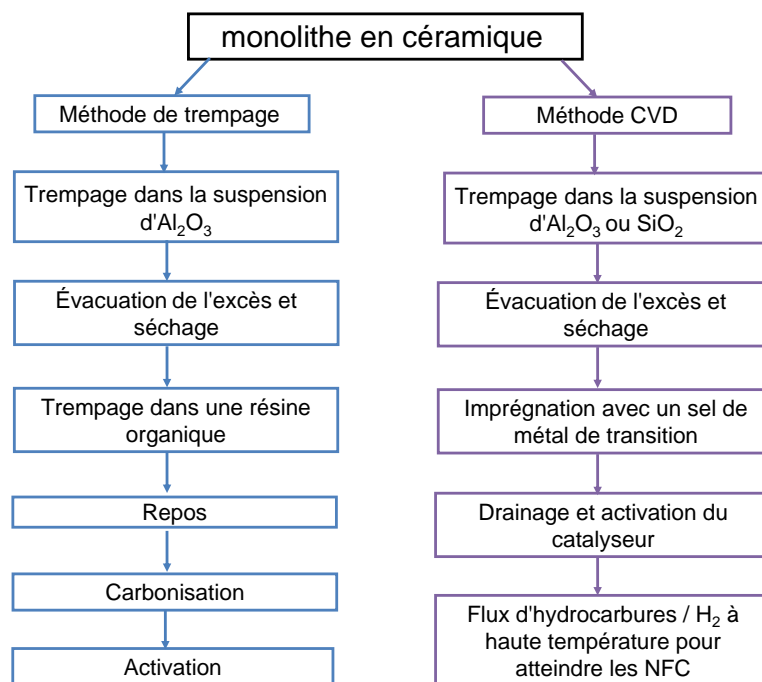 monolithe en céramique
Méthode de trempage
Trempage dans la suspension
d'Al₂O₃
Évacuation de l'excès et
séchage
Trempage dans une résine
organique
Repos
Carbonisation
Activation
Méthode CVD
Trempage dans la suspension
d'Al₂O₃ ou SiO₂
Évacuation de l'excès et
séchage
Imprégnation avec un sel de
métal de transition
Drainage et activation du
catalyseur
Flux d'hydrocarbures / H₂ à
haute température pour
atteindre les NFC